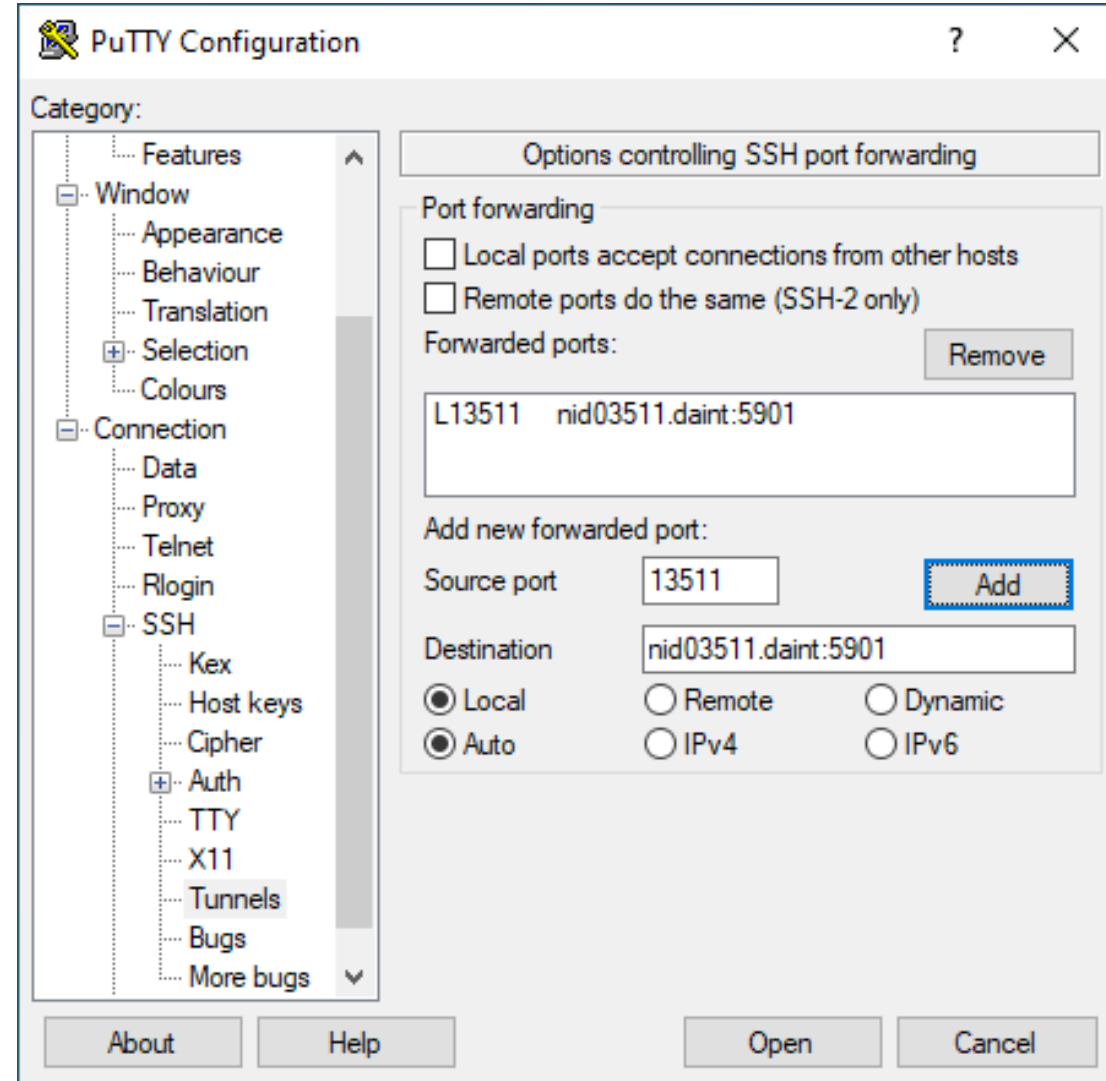 PuTTY Configuration ? X
Category:
Features
Window
Appearance
Behaviour
Translation
Selection
Colours
Connection
Data
Proxy
Telnet
Rlogin
SSH
Kex
Host keys
Cipher
Auth
TTY
X11
Tunnels
Bugs
More bugs
Options controlling SSH port forwarding
Port forwarding
Local ports accept connections from other hosts
Remote ports do the same (SSH-2 only)
Forwarded ports: Remove
L13511 nid03511.daint:5901
Add new forwarded port:
Source port 13511 Add
Destination nid03511.daint:5901
Local Remote Dynamic
Auto IPv4 IPv6
About Help Open Cancel